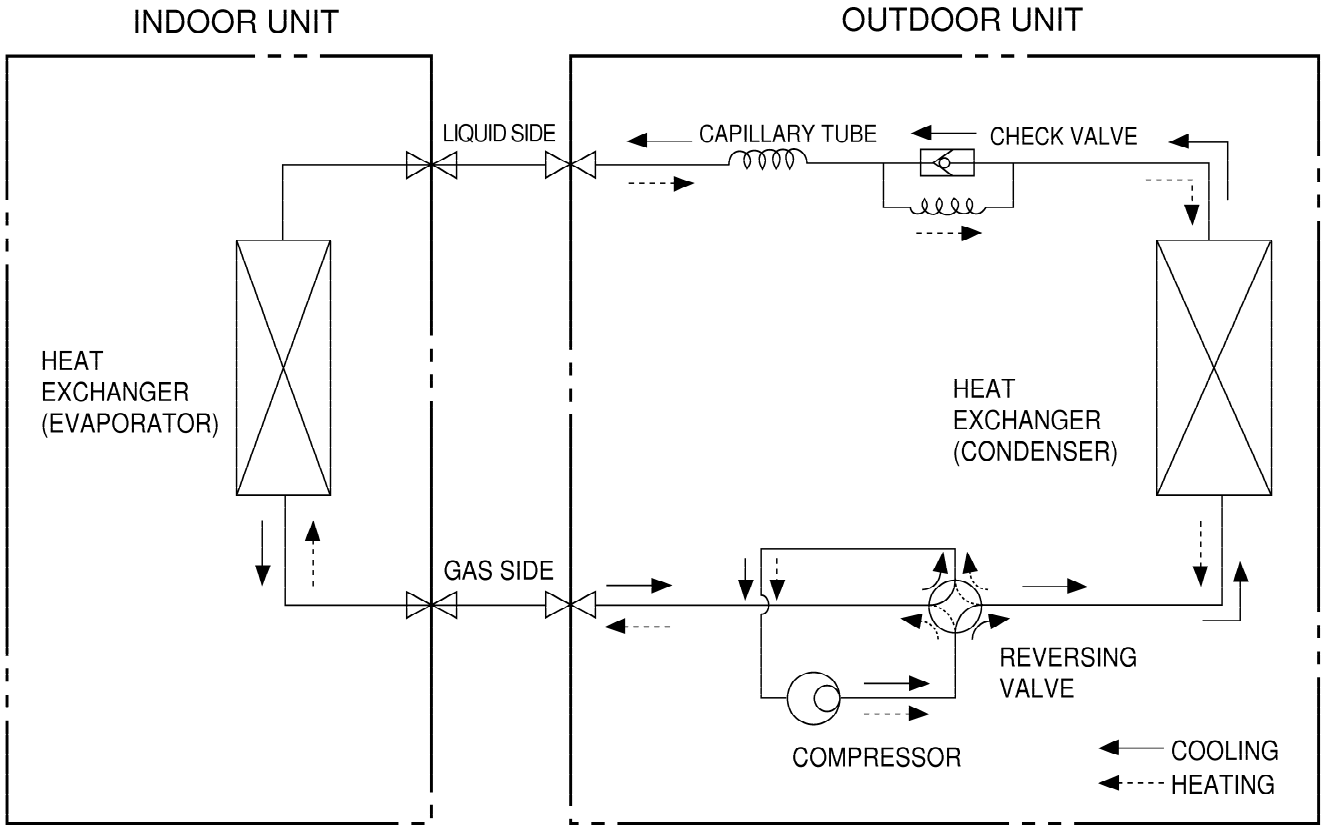 INDOOR UNIT
OUTDOOR UNIT
LIQUID SIDE
CAPILLARY TUBE
CHECK VALVE
HEAT
EXCHANGER
(EVAPORATOR)
HEAT
EXCHANGER
(CONDENSER)
GAS SIDE
REVERSING
VALVE
COMPRESSOR
COOLING
HEATING